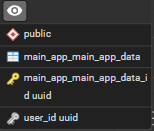 public
main_app_main_app_data
main_app_main_app_data_i
d uuid
user_id uuid